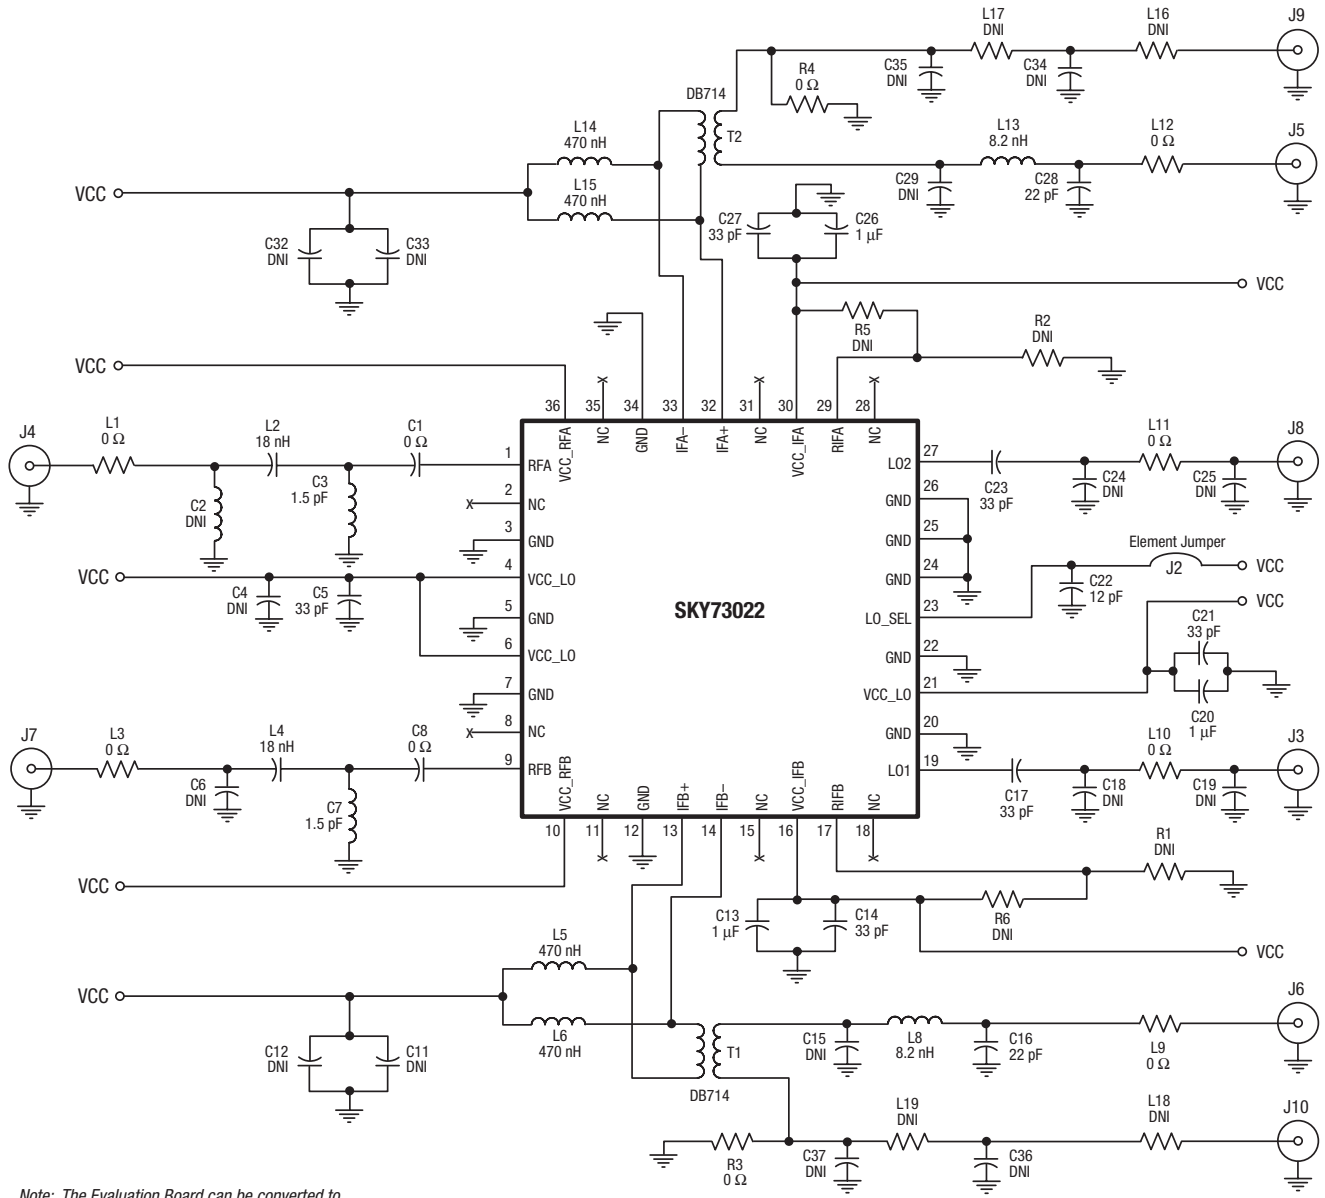 L17
DNI
L16
DNI
J9
C35
DNI
C34
DNI
R4
0 Ω
DB714
T2
L14
470 nH
L13
8.2 nH
L12
0 Ω
J5
L15
470 nH
VCC
C29
DNI
C28
22 pF
C27
33 pF
C26
1 µF
C32
DNI
C33
DNI
VCC
R5
DNI
R2
DNI
VCC
36
35
34
33
32
31
30
29
28
VCC_RFA
NC
GND
IFA–
IFA+
NC
VCC_IFA
RIFA
NC
J4
L1
0 Ω
L2
18 nH
C1
0 Ω
C2
DNI
C3
1.5 pF
1
RFA
2
NC
3
GND
VCC
4
VCC_LO
C4
DNI
C5
33 pF
5
GND
6
VCC_LO
7
GND
8
NC
9
RFB
SKY73022
27
LO2
26
GND
25
GND
24
GND
23
LO_SEL
22
GND
21
VCC_LO
20
GND
19
LO1
C23
33 pF
C24
DNI
L11
0 Ω
C25
DNI
J8
Element Jumper
J2
VCC
C22
12 pF
VCC
C21
33 pF
C20
1 µF
J7
L3
0 Ω
L4
18 nH
C8
0 Ω
C6
DNI
C7
1.5 pF
L10
0 Ω
J3
C17
33 pF
C18
DNI
C19
DNI
VCC_RFB
NC
GND
IFB+
IFB–
NC
VCC_IFB
RIFB
NC
10
11
12
13
14
15
16
17
18
R1
DNI
VCC
C13
1 µF
C14
33 pF
R6
DNI
VCC
L5
470 nH
VCC
L6
470 nH
C12
DNI
C11
DNI
T1
DB714
C15
DNI
L8
8.2 nH
C16
22 pF
L9
0 Ω
J6
R3
0 Ω
C37
DNI
L19
DNI
C36
DNI
L18
DNI
J10
Note: The Evaluation Board can be converted to